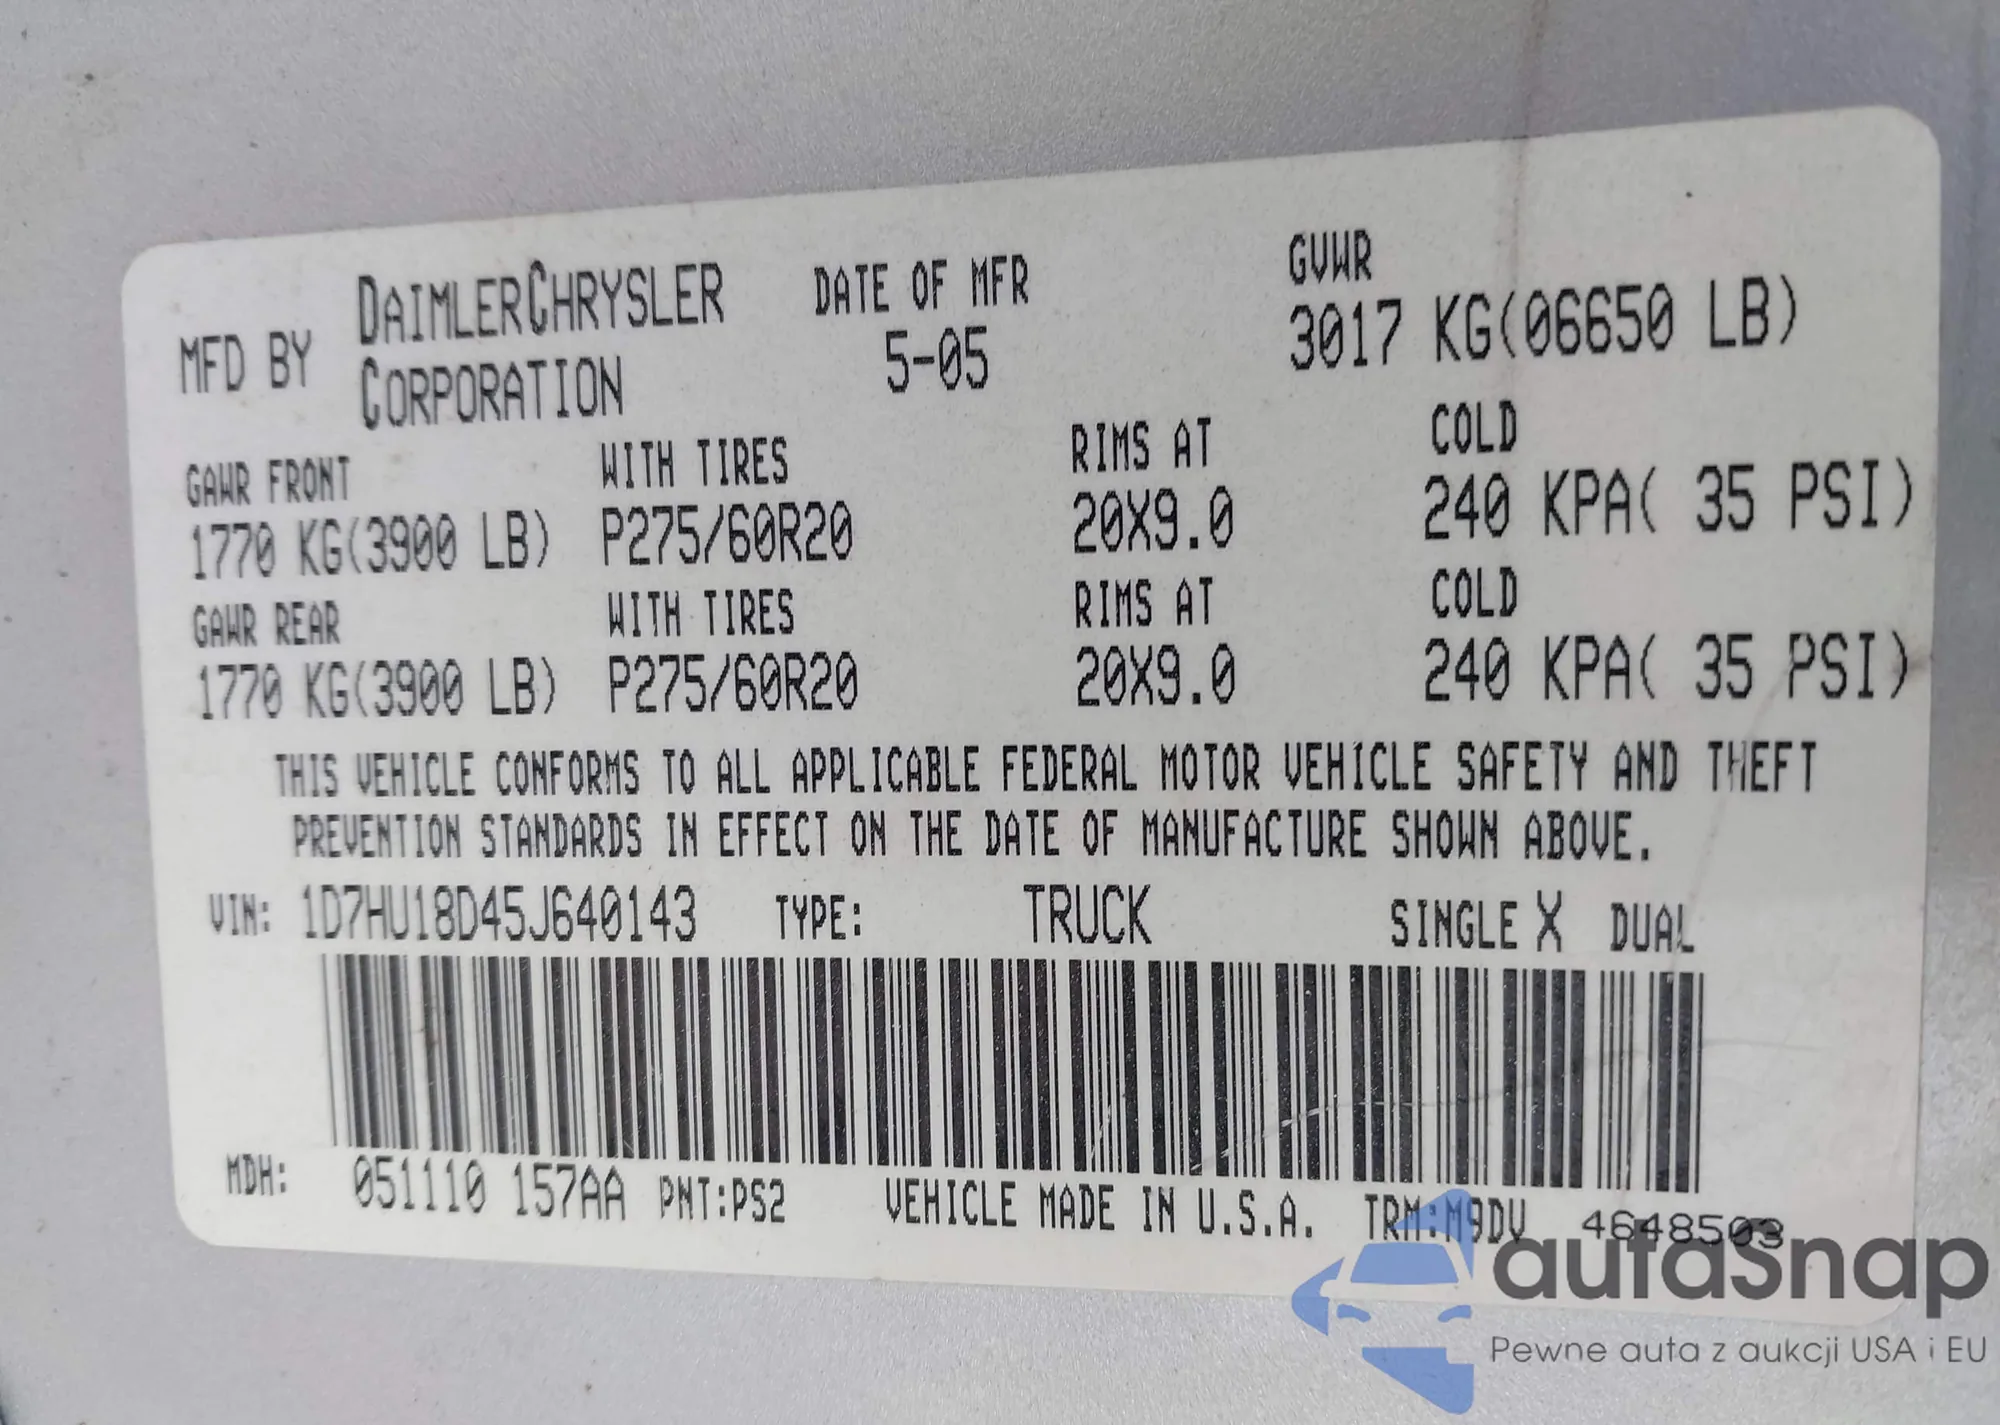 MFD BY DAIMLERCHRYSLER CORPORATION DATE OF MFR 5-05 GVWR 3017 KG(06650 LB)
GAWR FRONT WITH TIRES RIMS AT COLD
1770 KG(3900 LB) P275/60R20 20X9.0 240 KPA( 35 PSI)
GAWR REAR WITH TIRES RIMS AT COLD
1770 KG(3900 LB) P275/60R20 20X9.0 240 KPA( 35 PSI)
THIS VEHICLE CONFORMS TO ALL APPLICABLE FEDERAL MOTOR VEHICLE SAFETY AND THEFT
PREVENTION STANDARDS IN EFFECT ON THE DATE OF MANUFACTURE SHOWN ABOVE.
VIN: 1D7HU18D45J640143 TYPE: TRUCK SINGLE X DUAL
MDH: 051110 157AA PNT:PS2 VEHICLE MADE IN U.S.A. TRM:M9DV 4648503
autaSnap
Pewne auta z aukcji USA i EU